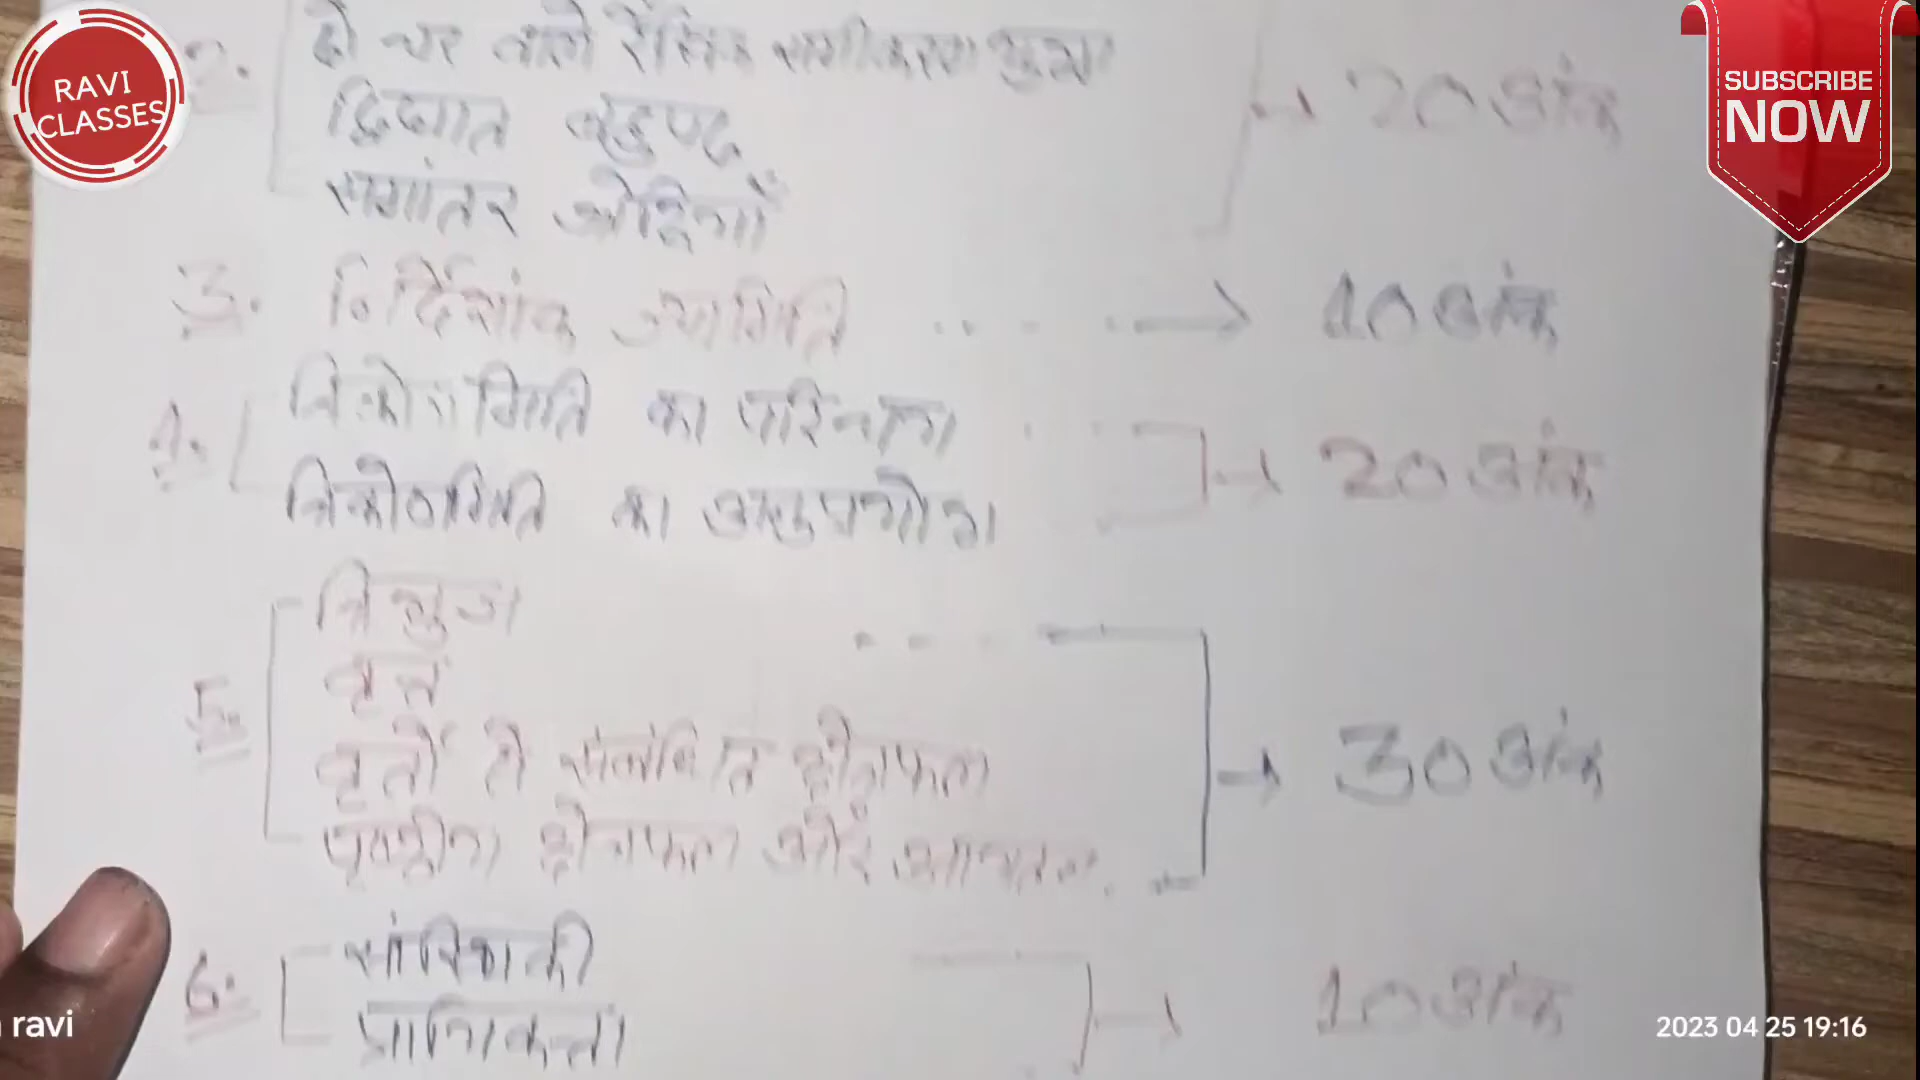 RAVI
CLASSES
SUBSCRIBE
NOW
2. दो चर वाले रैखिक समीकरण युग्म
द्विघात बहुपद
समांतर श्रेढ़ियाँ
→ 20 अंक
3. निर्देशांक ज्यामिति → 10 अंक
4. त्रिकोणमिति का परिचय
त्रिकोणमिति का अनुप्रयोग
→ 20 अंक
5. त्रिभुज
वृत्त
वृतों से संबंधित क्षेत्रफल
पृष्ठीय क्षेत्रफल और आयतन
→ 30 अंक
6. सांख्यिकी
प्रायिकता
→ 10 अंक
ravi
2023 04 25 19:16